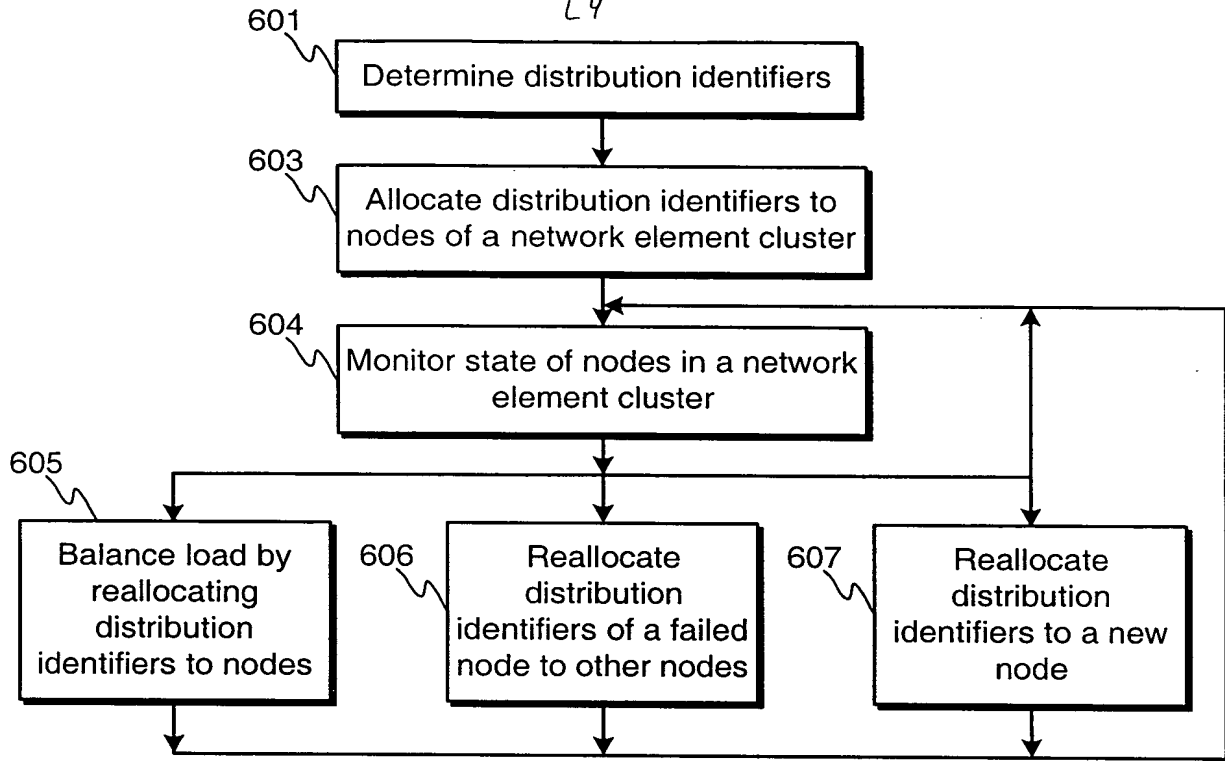 601
Determine distribution identifiers
603
Allocate distribution identifiers to
nodes of a network element cluster
604
Monitor state of nodes in a network
element cluster
605
Balance load by
reallocating
distribution
identifiers to nodes
606
Reallocate
distribution
identifiers of a failed
node to other nodes
607
Reallocate
distribution
identifiers to a new
node